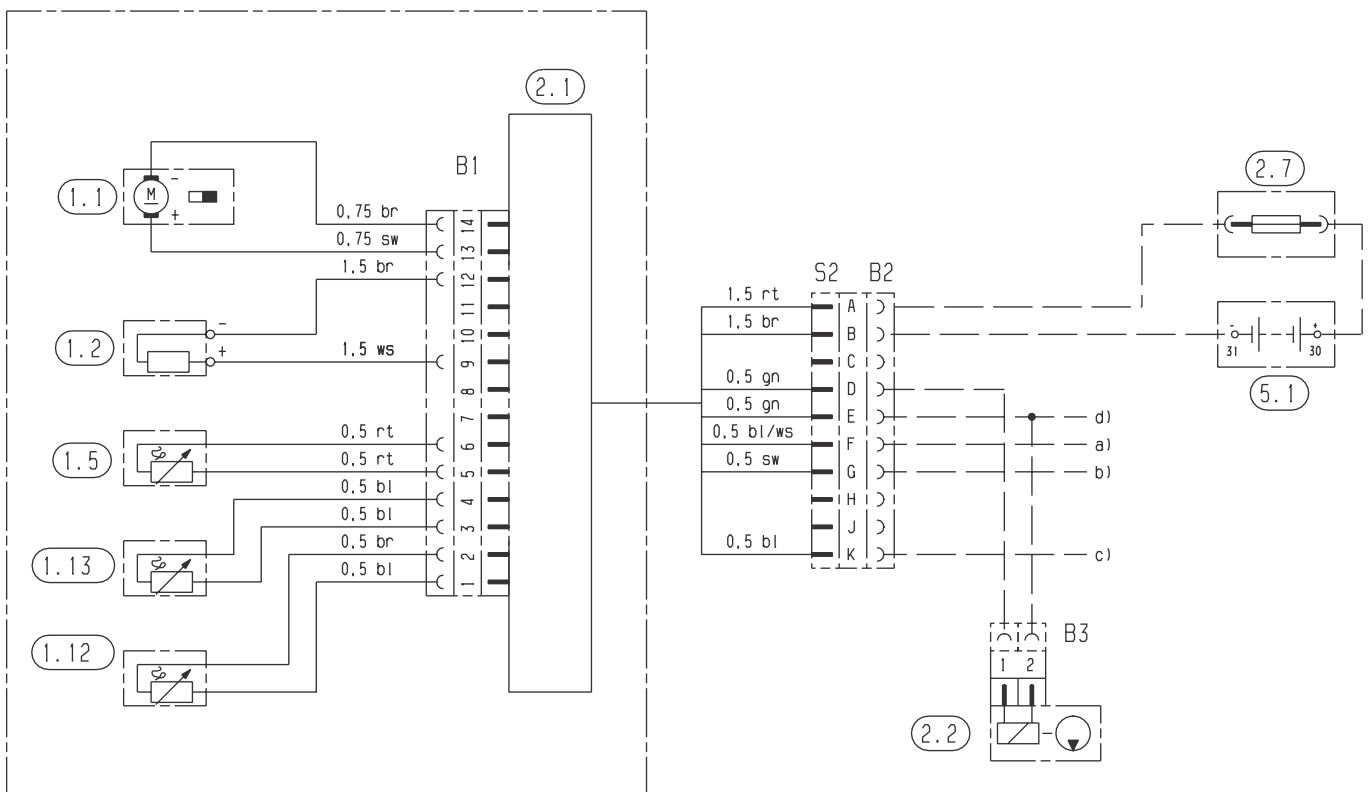 2.1
B1
1.1
M
-
+
0,75 br
14
0,75 sw
13
1,5 br
12
11
10
1.2
-
+
1,5 ws
9
8
7
1.5
0,5 rt
6
0,5 rt
5
0,5 bl
4
0,5 bl
3
1.13
0,5 br
2
0,5 bl
1
1.12
2.7
S2 B2
1,5 rt
A
1,5 br
B
C
0,5 gn
D
0,5 gn
E
d)
0,5 bl/ws
F
a)
0,5 sw
G
b)
H
J
0,5 bl
K
c)
- +
31 30
5.1
B3
1 2
2.2